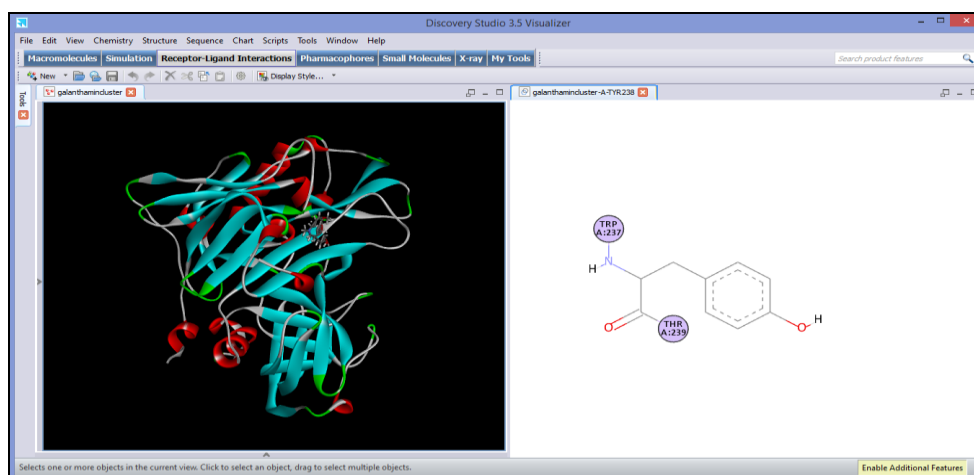 Discovery Studio 3.5 Visualizer
File Edit View Chemistry Structure Sequence Chart Scripts Tools Window Help
Macromolecules Simulation Receptor-Ligand Interactions Pharmacophores Small Molecules X-ray My Tools
Search product features
New Display Style...
Tools
galanthamincluster
galanthamincluster-A-TYR238
TRP
A:237
N
H
O
THR
A:239
O
H
Selects one or more objects in the current view. Click to select an object, drag to select multiple objects.
Enable Additional Features